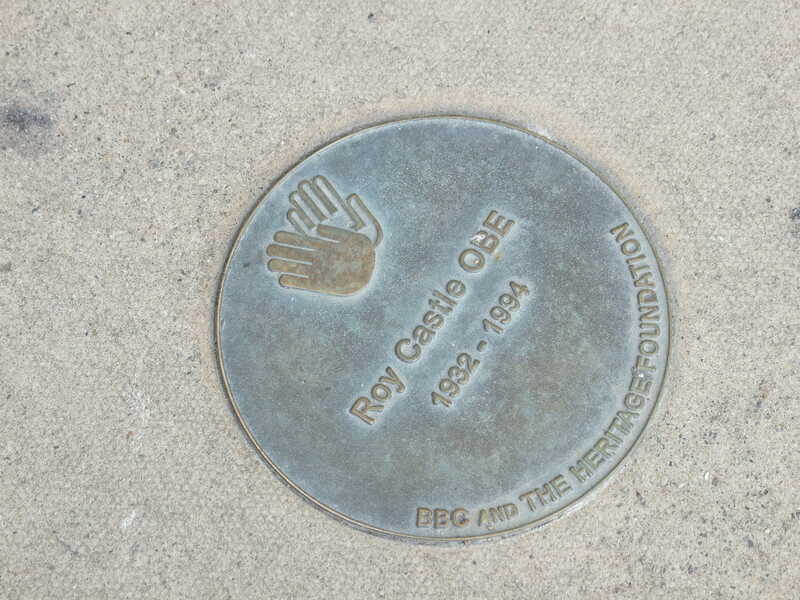 Roy Castle OBE
1932 - 1994
BBC AND THE HERITAGE FOUNDATION